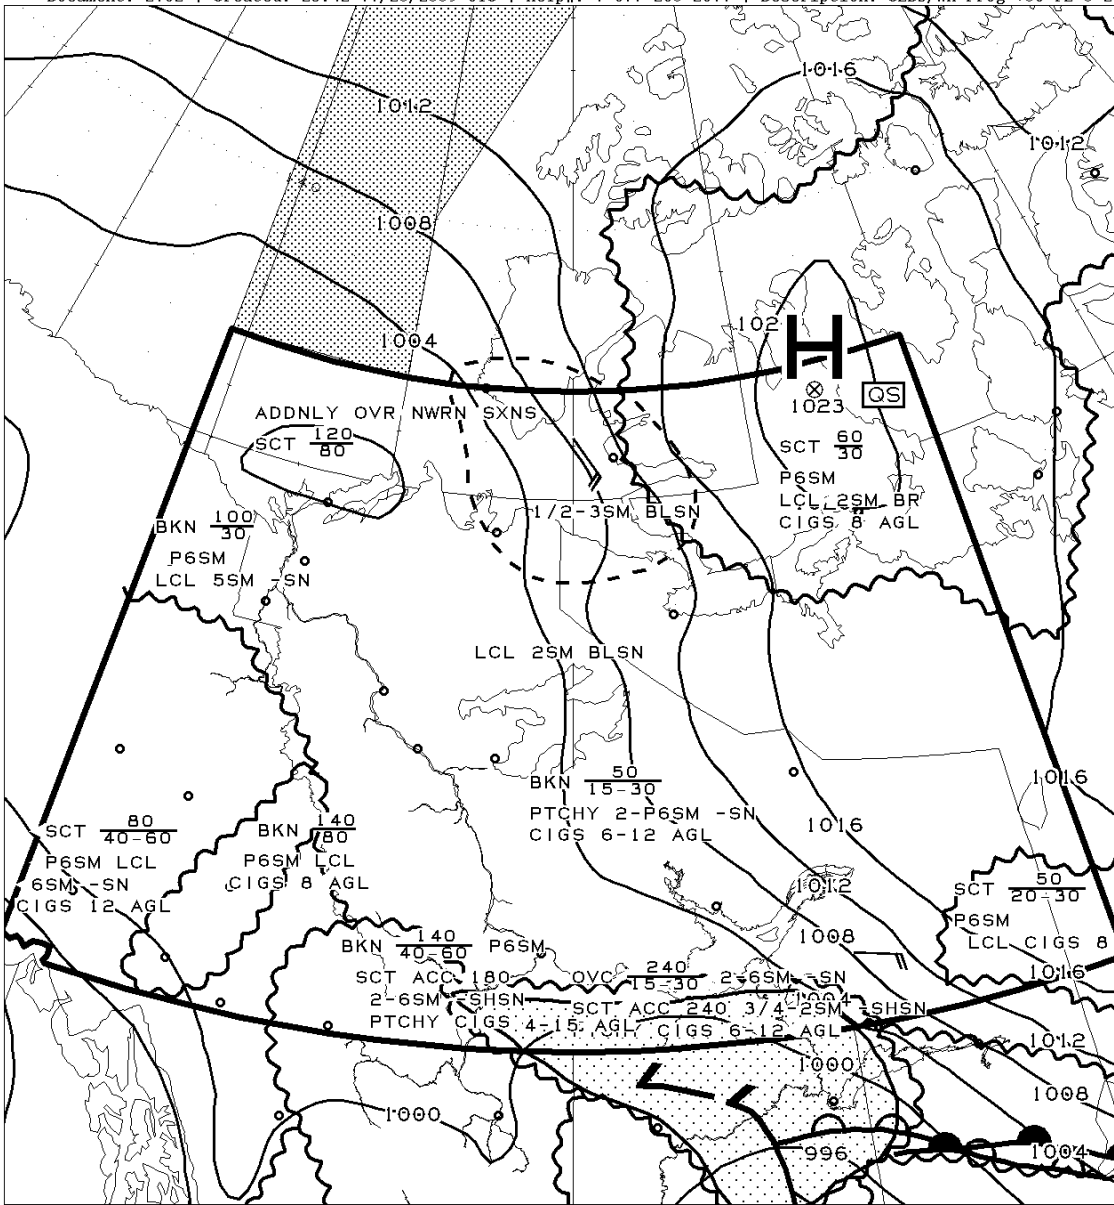 1016
1012
1012
1008
1004
102
H
1023
QS
ADDNLY OVR NWRN SXNS
SCT 120
80
SCT 60
30
P6SM
LCL 2SM BR
CIGS 8 AGL
1/2-3SM BLSN
BKN 100
30
P6SM
LCL 5SM -SN
LCL 2SM BLSN
BKN 50
15-30
PTCHY 2-P6SM -SN
CIGS 6-12 AGL
1016
1016
SCT 80
40-60
P6SM LCL
6SM -SN
CIGS 12 AGL
BKN 140
80
P6SM LCL
CIGS 8 AGL
1012
SCT 50
20-30
P6SM
LCL CIGS 8
1008
BKN 140 P6SM
40-60
SCT ACC 180
2-6SM -SHSN
PTCHY CIGS 4-15 AGL
OVC 240 2-6SM -SN
15-30
1004
SCT ACC 240 3/4-2SM -SHSN
CIGS 6-12 AGL
1016
1012
1000
1008
1000
996
1004